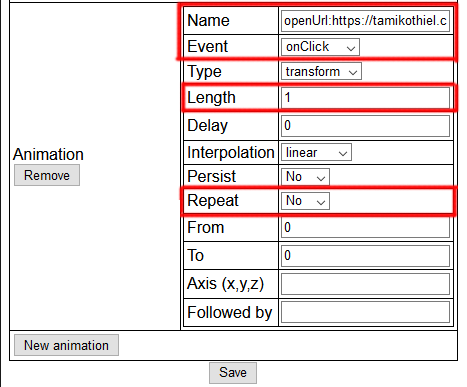 Name openUrl:https://tamikothiel.c
Event onClick
Type transform
Length 1
Delay 0
Animation
Remove
Interpolation linear
Persist No
Repeat No
From 0
To 0
Axis (x,y,z)
Followed by
New animation
Save